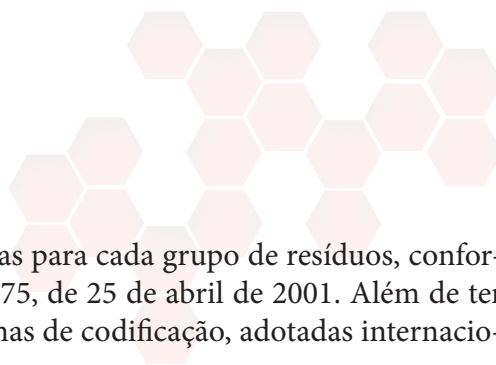 as para cada grupo de resíduos, confor-
75, de 25 de abril de 2001. Além de ter
nas de codificação, adotadas internacio-